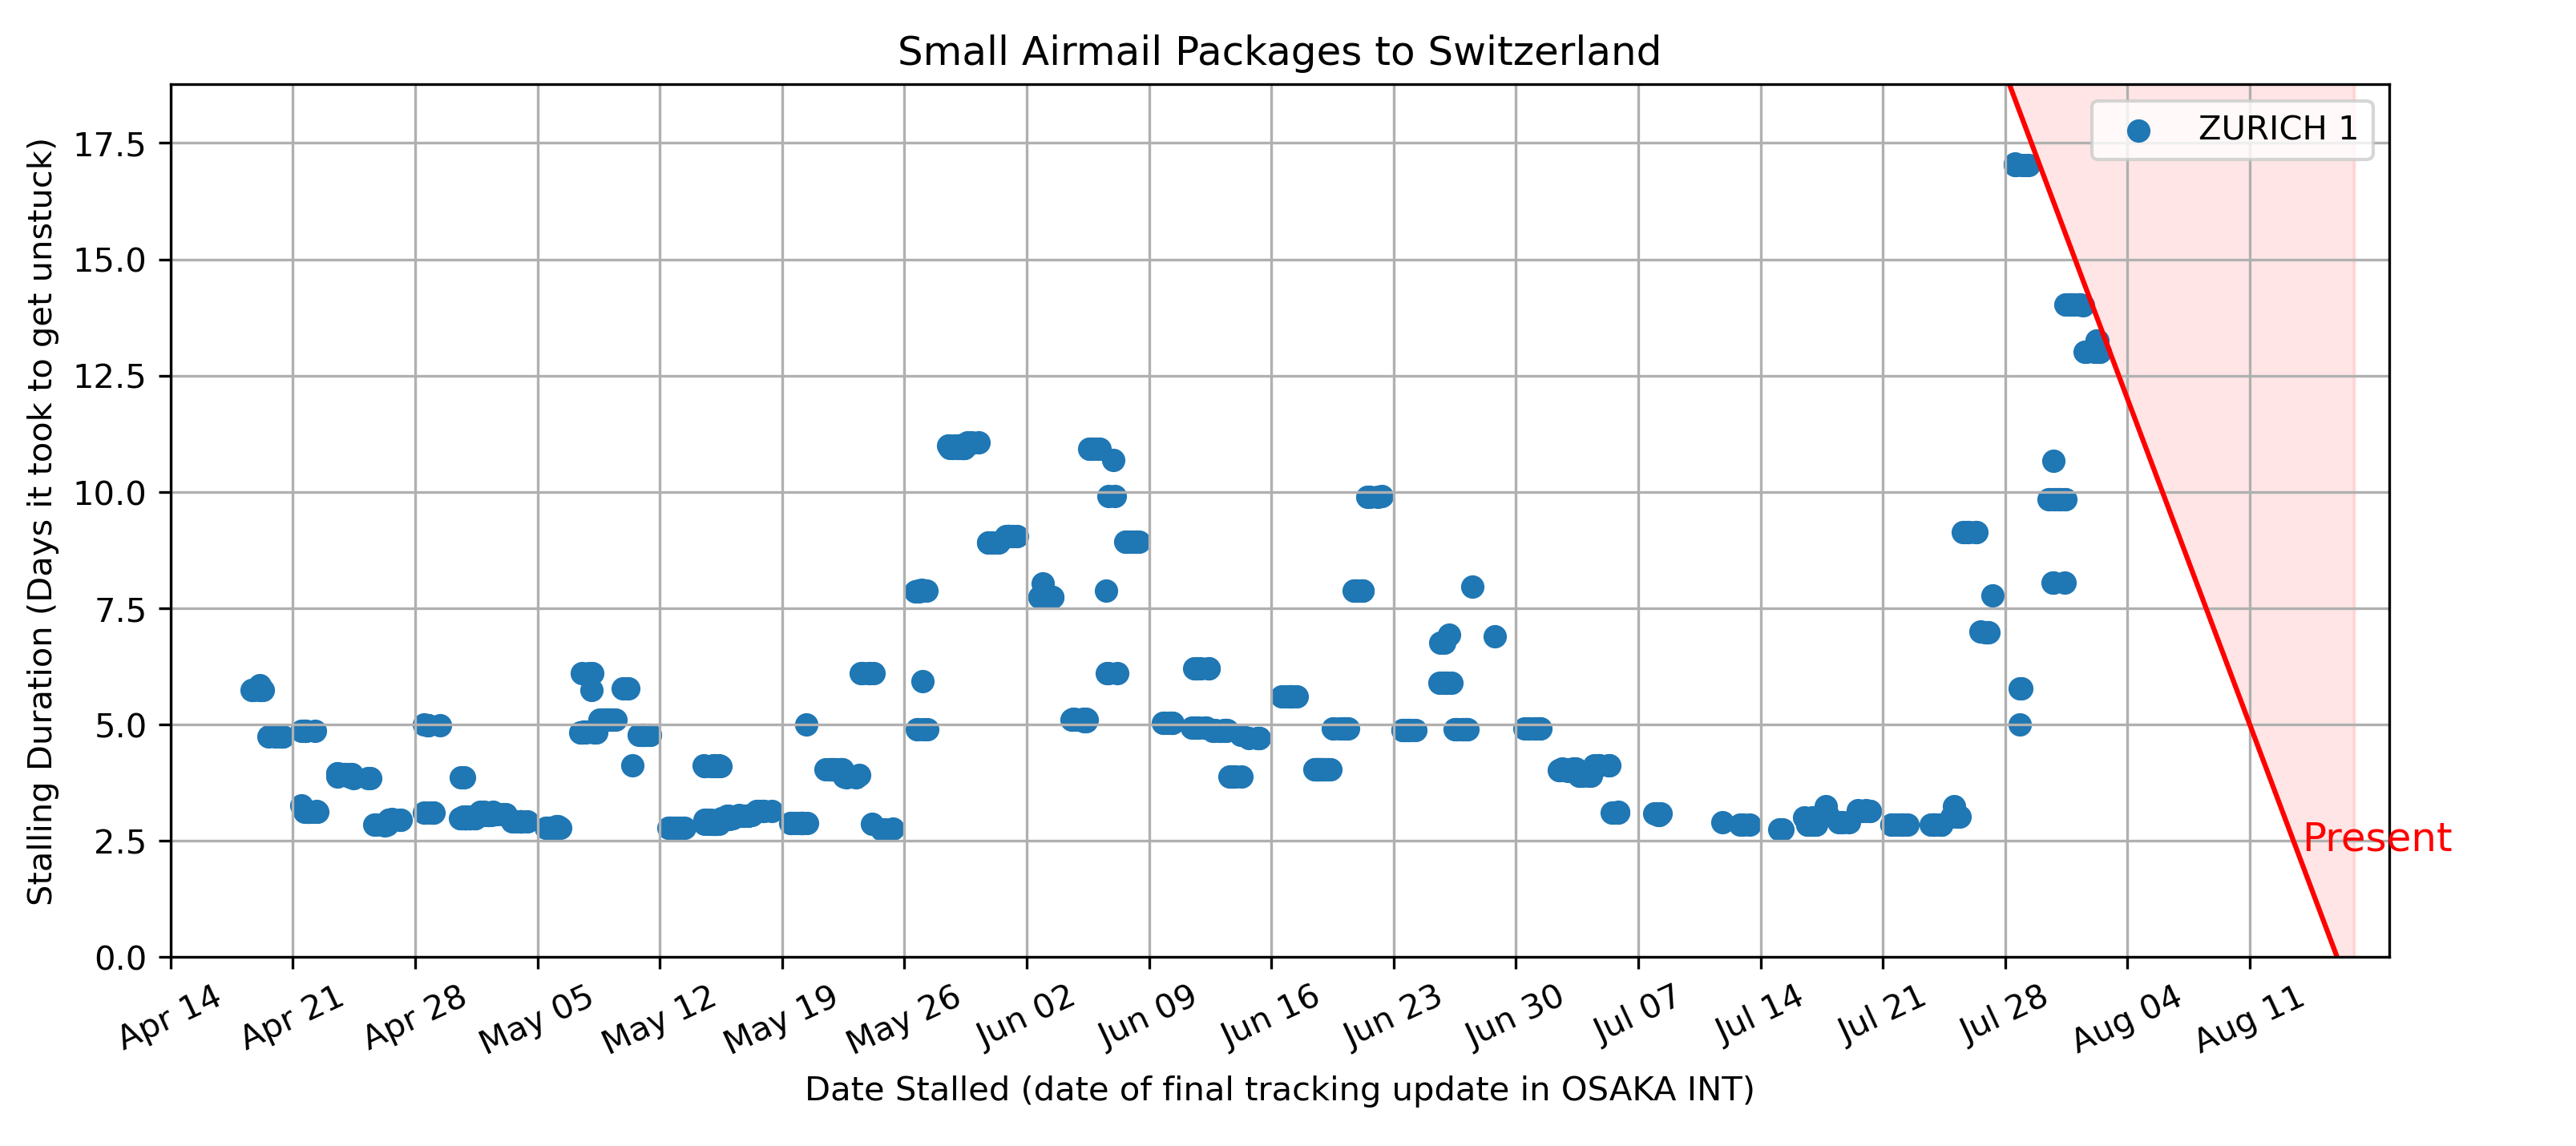 Small Airmail Packages to Switzerland
Stalling Duration (Days it took to get unstuck)
17.5
15.0
12.5
10.0
7.5
5.0
2.5
0.0
ZURICH 1
Present
Apr 14 Apr 21 Apr 28 May 05 May 12 May 19 May 26 Jun 02 Jun 09 Jun 16 Jun 23 Jun 30 Jul 07 Jul 14 Jul 21 Jul 28 Aug 04 Aug 11
Date Stalled (date of final tracking update in OSAKA INT)